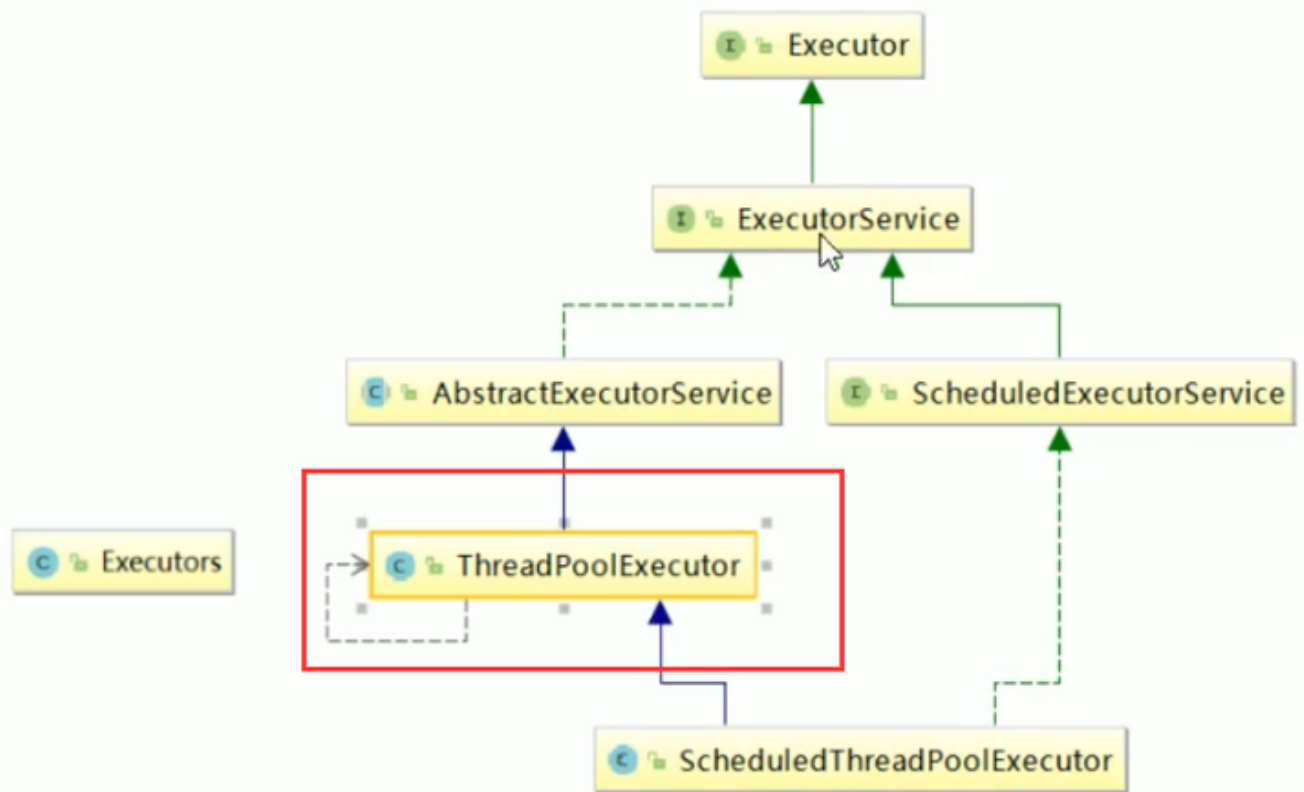 Executor
ExecutorService
AbstractExecutorService
ScheduledExecutorService
Executors
ThreadPoolExecutor
ScheduledThreadPoolExecutor